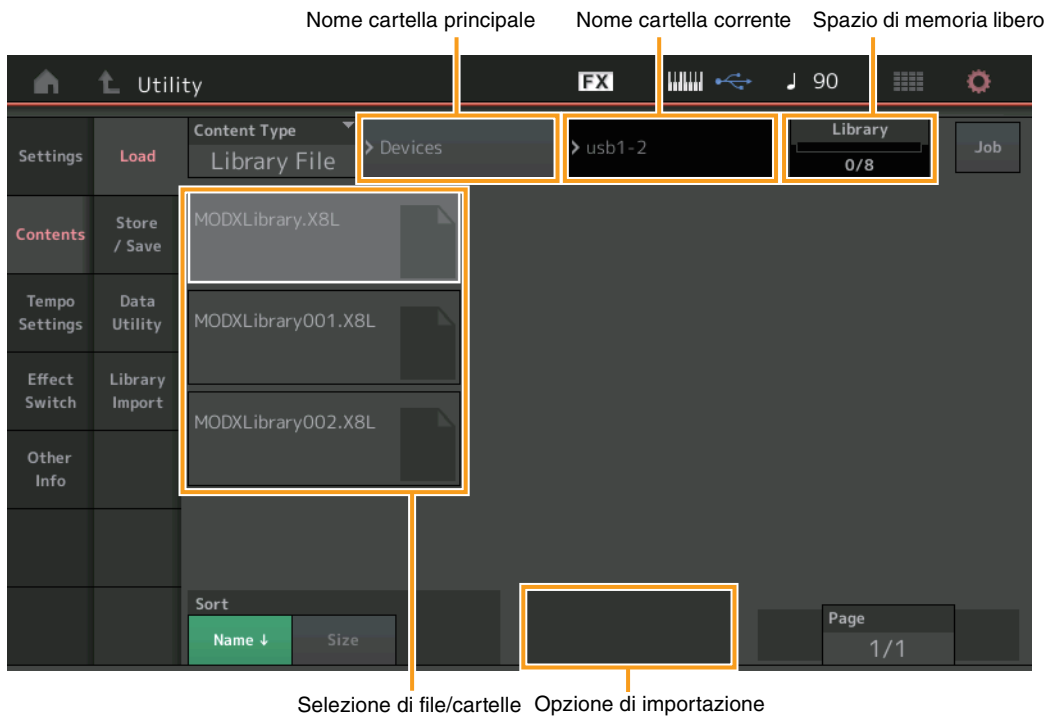 Nome cartella principale
Nome cartella corrente
Spazio di memoria libero
Utility
FX
♩ 90
Settings
Load
Content Type
Library File
> Devices
> usb1-2
Library
0/8
Job
Contents
Store
/ Save
MODXLibrary.X8L
Tempo
Settings
Data
Utility
MODXLibrary001.X8L
Effect
Switch
Library
Import
MODXLibrary002.X8L
Other
Info
Sort
Name ↓
Size
Page
1/1
Selezione di file/cartelle
Opzione di importazione